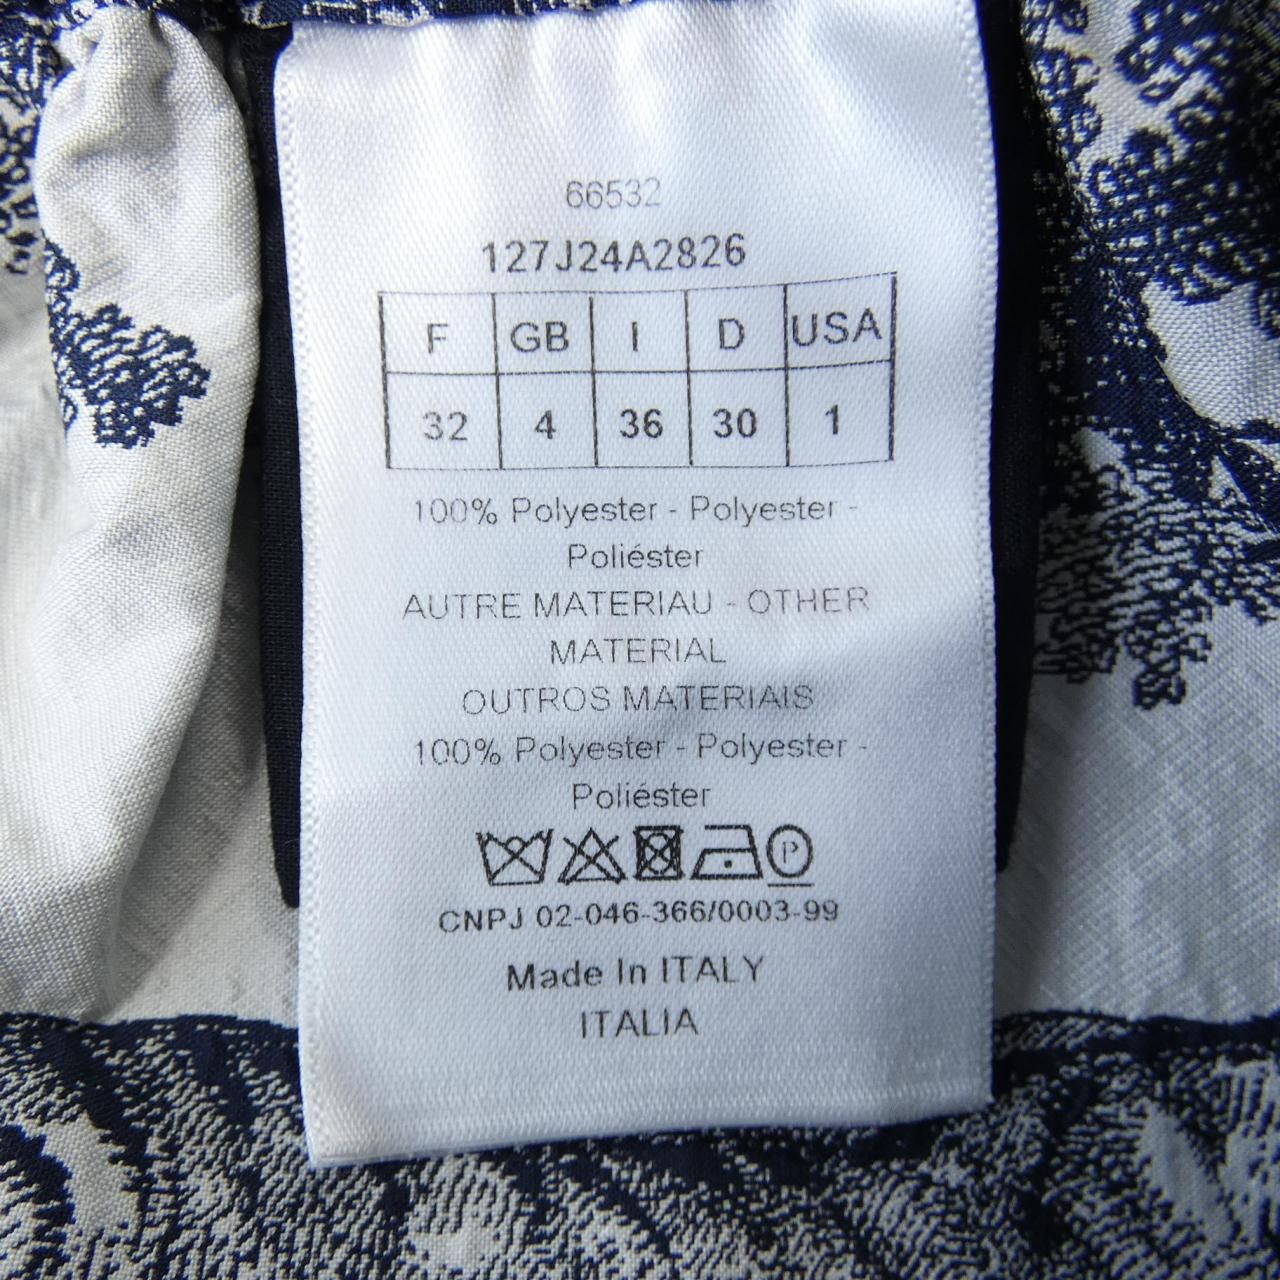 66532
127J24A2826
F GB I D USA
32 4 36 30 1
100% Polyester - Polyester -
Poliéster
AUTRE MATERIAU - OTHER
MATERIAL
OUTROS MATERIAIS
100% Polyester - Polyester -
Poliéster
P
CNPJ 02-046-366/0003-99
Made In ITALY
ITALIA